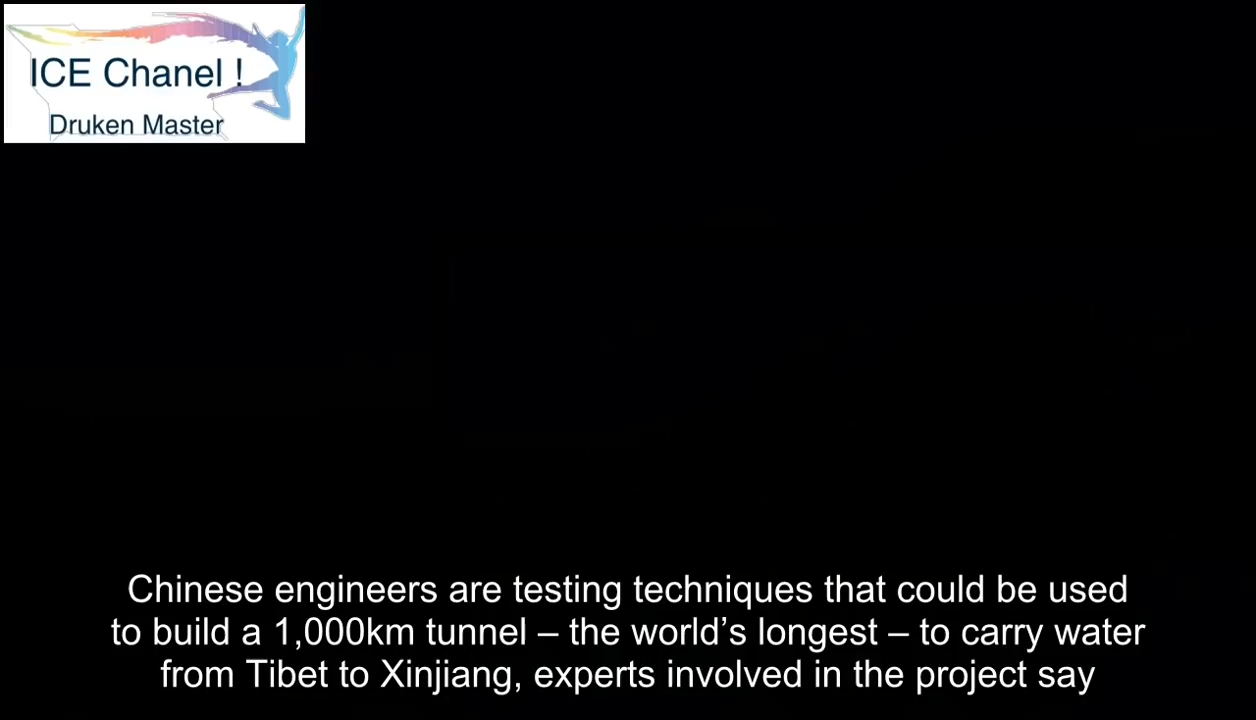 ICE Chanel !
Druken Master
Chinese engineers are testing techniques that could be used
to build a 1,000km tunnel – the world’s longest – to carry water
from Tibet to Xinjiang, experts involved in the project say